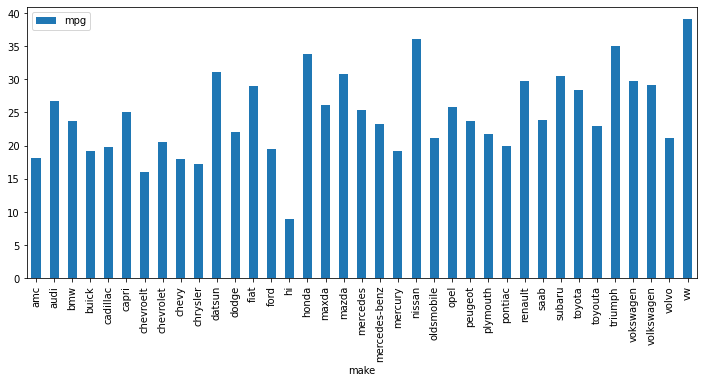 mpg
40
35
30
25
20
15
10
5
0
amc
audi
bmw
buick
cadillac
capri
chevroelt
chevrolet
chevy
chrysler
datsun
dodge
fiat
ford
hi
honda
maxda
mazda
mercedes
mercedes-benz
mercury
nissan
oldsmobile
opel
peugeot
plymouth
pontiac
renault
saab
subaru
toyota
toyouta
triumph
vokswagen
volkswagen
volvo
vw
make